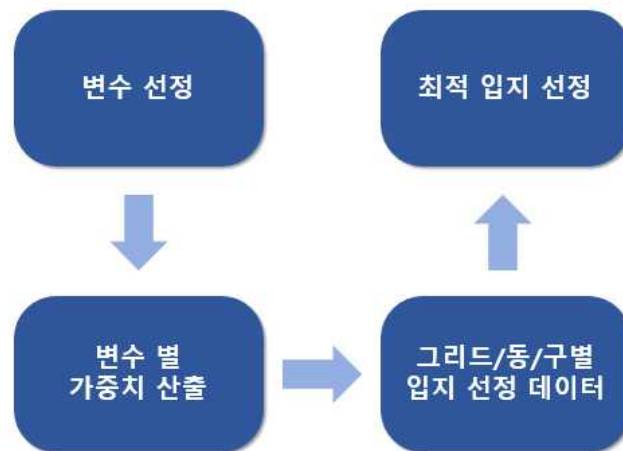 변수 선정
최적 입지 선정
변수 별
가중치 산출
그리드/동/구별
입지 선정 데이터